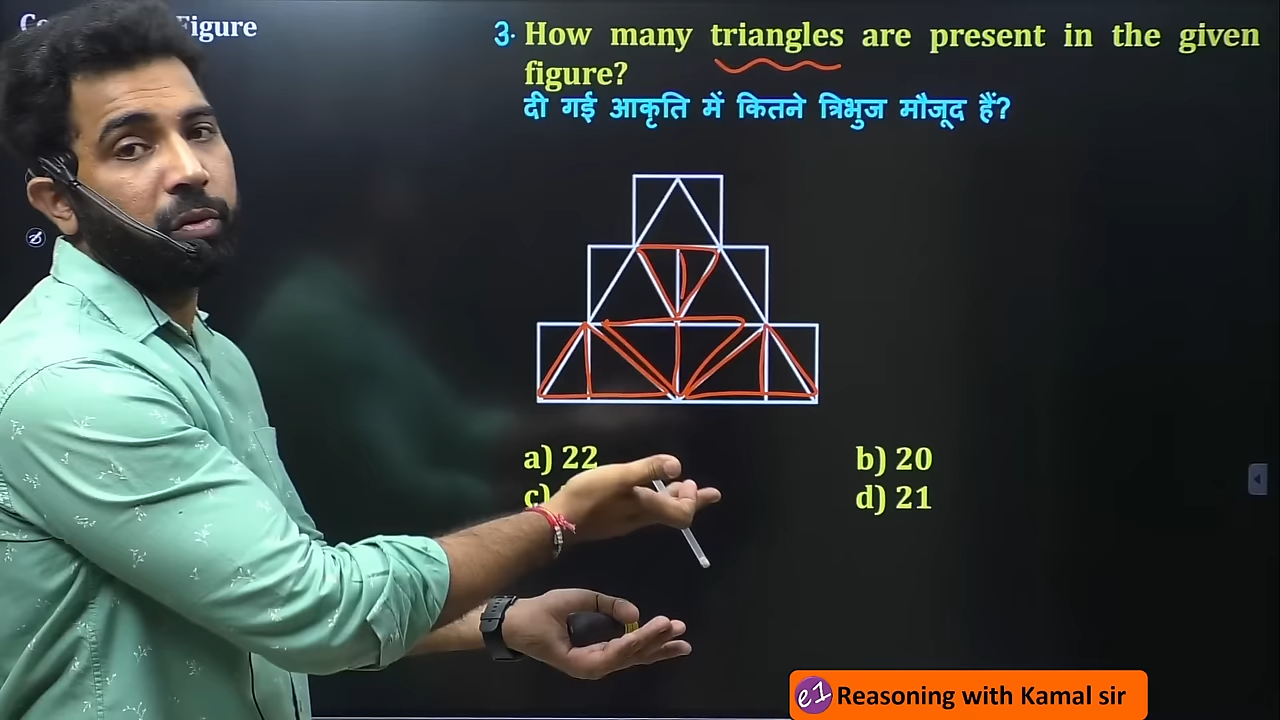 Figure
3. How many triangles are present in the given
figure?
दी गई आकृति में कितने त्रिभुज मौजूद हैं?
a) 22
b) 20
c)
d) 21
e1 Reasoning with Kamal sir